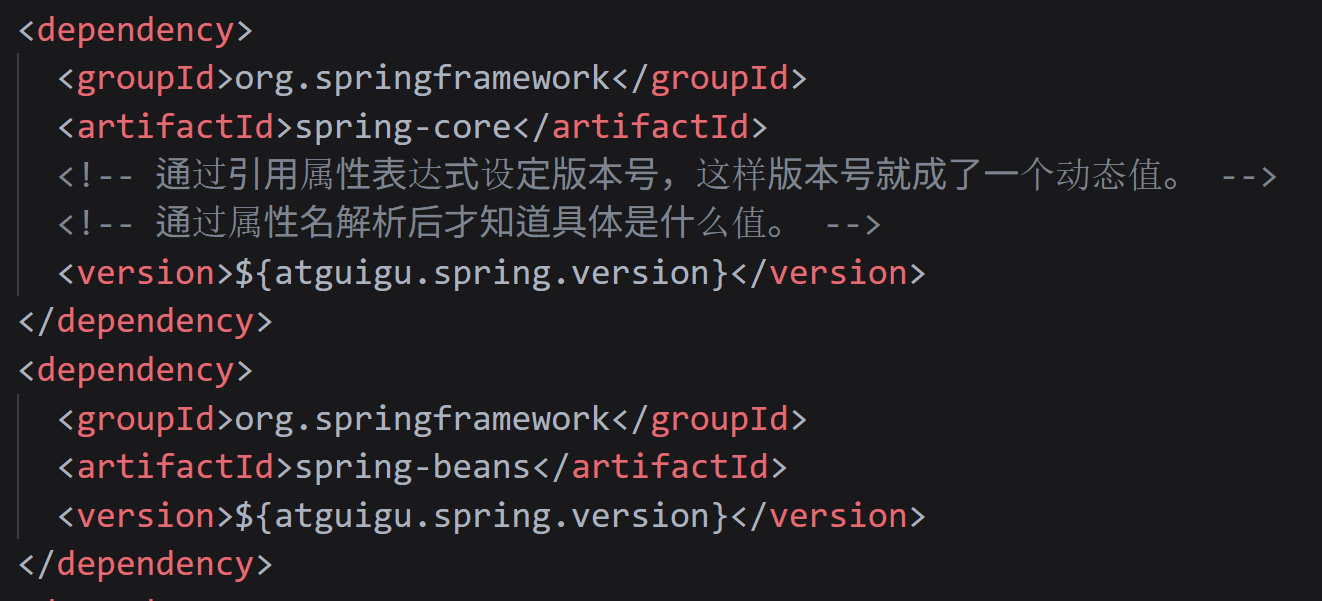 <dependency>
<groupId>org.springframework</groupId>
<artifactId>spring-core</artifactId>
<!-- 通过引用属性表达式设定版本号，这样版本号就成了一个动态值。 -->
<!-- 通过属性名解析后才知道具体是什么值。 -->
<version>${atguigu.spring.version}</version>
</dependency>
<dependency>
<groupId>org.springframework</groupId>
<artifactId>spring-beans</artifactId>
<version>${atguigu.spring.version}</version>
</dependency>